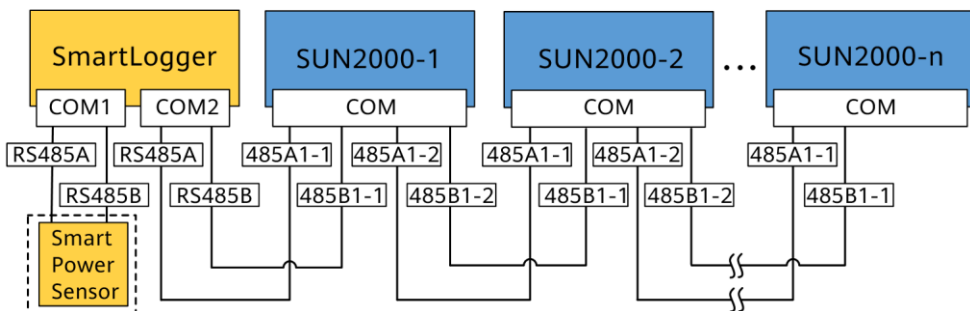 SmartLogger
SUN2000-1
SUN2000-2
...
SUN2000-n
COM1
COM2
COM
COM
COM
RS485A
RS485A
485A1-1
485A1-2
485A1-1
485A1-2
485A1-1
RS485B
RS485B
485B1-1
485B1-2
485B1-1
485B1-2
485B1-1
Smart
Power
Sensor